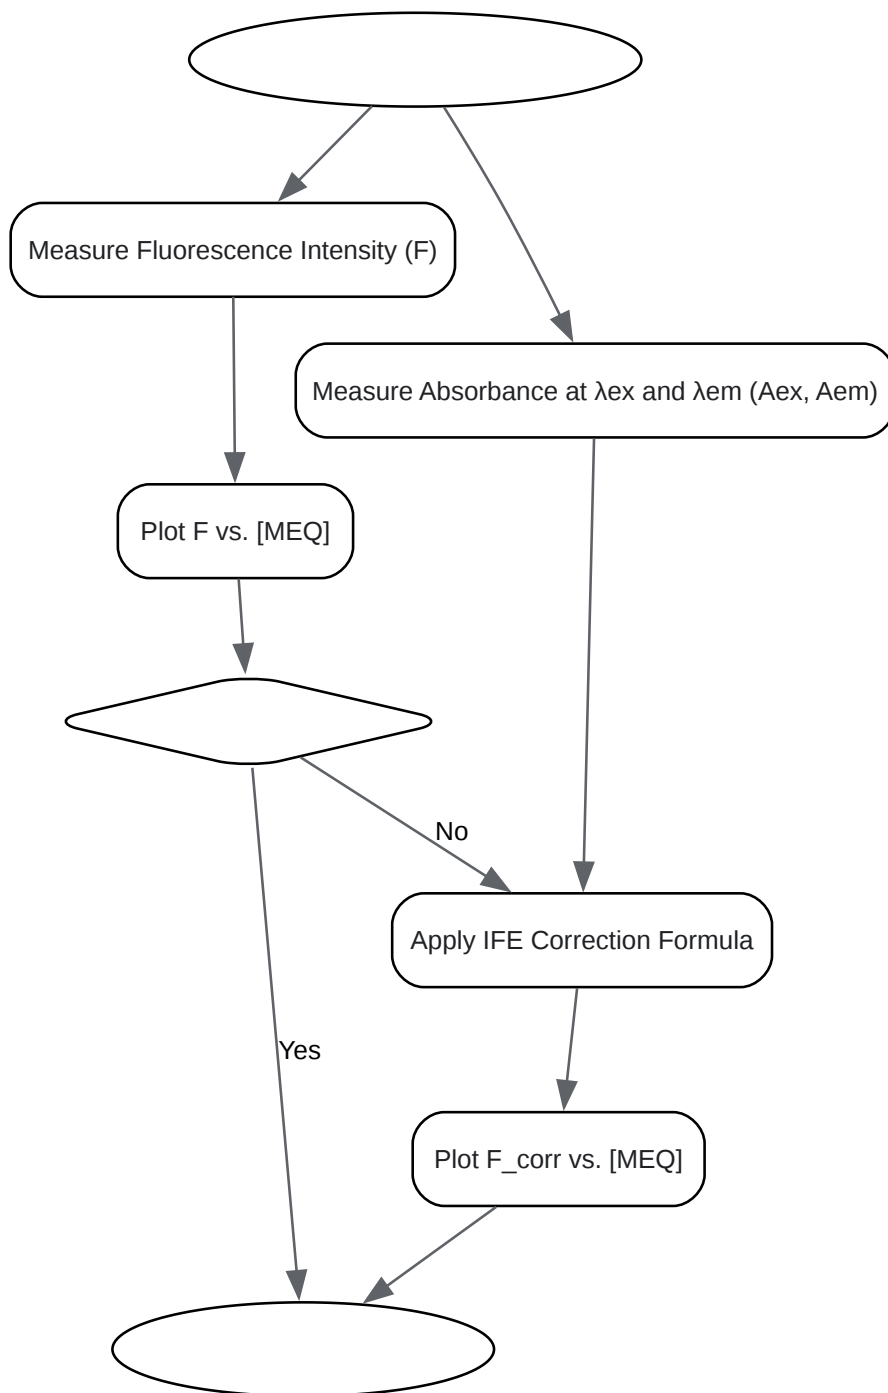 Measure Fluorescence Intensity (F)
Measure Absorbance at λex and λem (Aex, Aem)
Plot F vs. [MEQ]
No
Apply IFE Correction Formula
Yes
Plot F_corr vs. [MEQ]